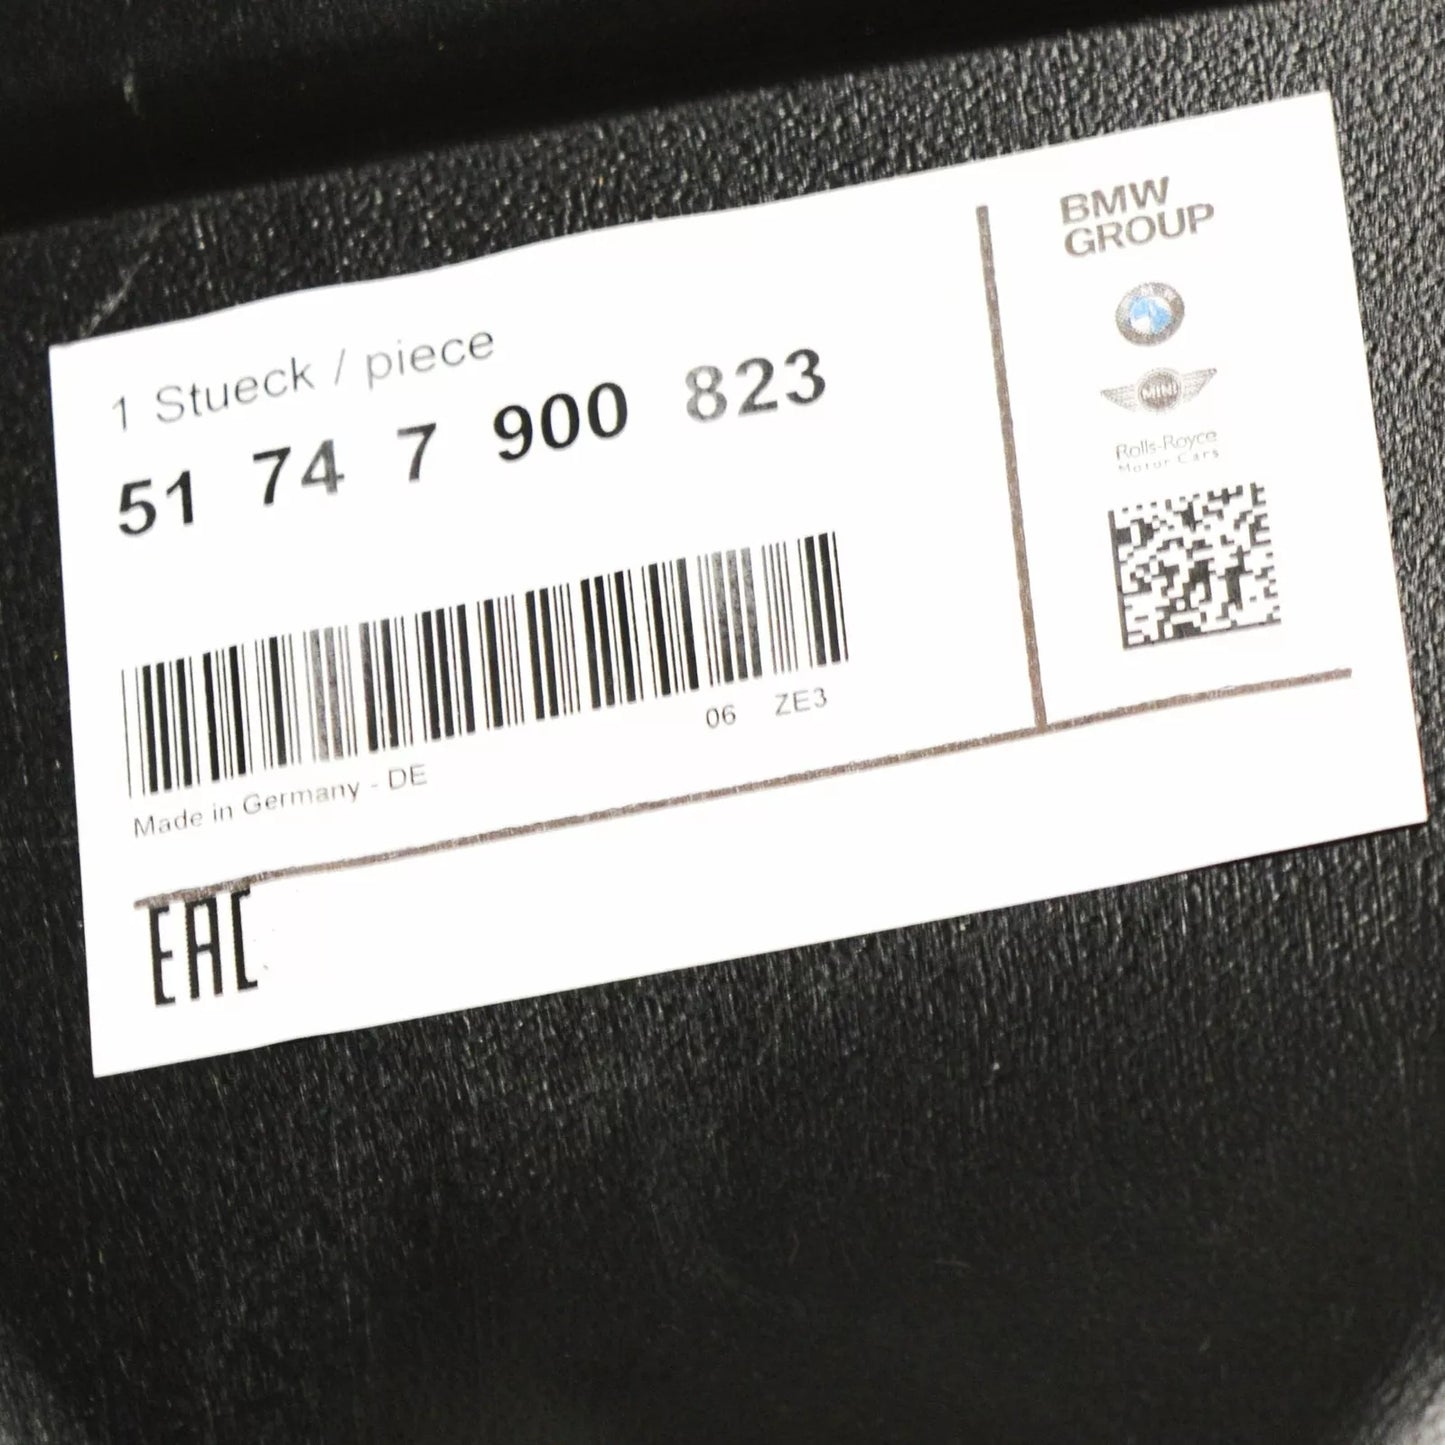 1 Stueck / piece
51 74 7 900 823
06 ZE3
Made in Germany - DE
EAC
BMW
GROUP
MINI
Rolls-Royce
Motor Cars